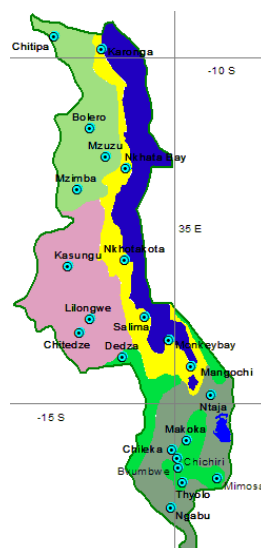 Chitipa
Karonga
-10 S
Bolero
Mzuzu
Nkhata Bay
Mzimba
35 E
Nkhotakota
Kasungu
Lilongwe
Salima
Chitedze
Dedza
Monkeybay
Mangochi
Ntaja
-15 S
Makoka
Chileka
Chichiri
Bvumbwe
Mimosa
Thyolo
Ngabu